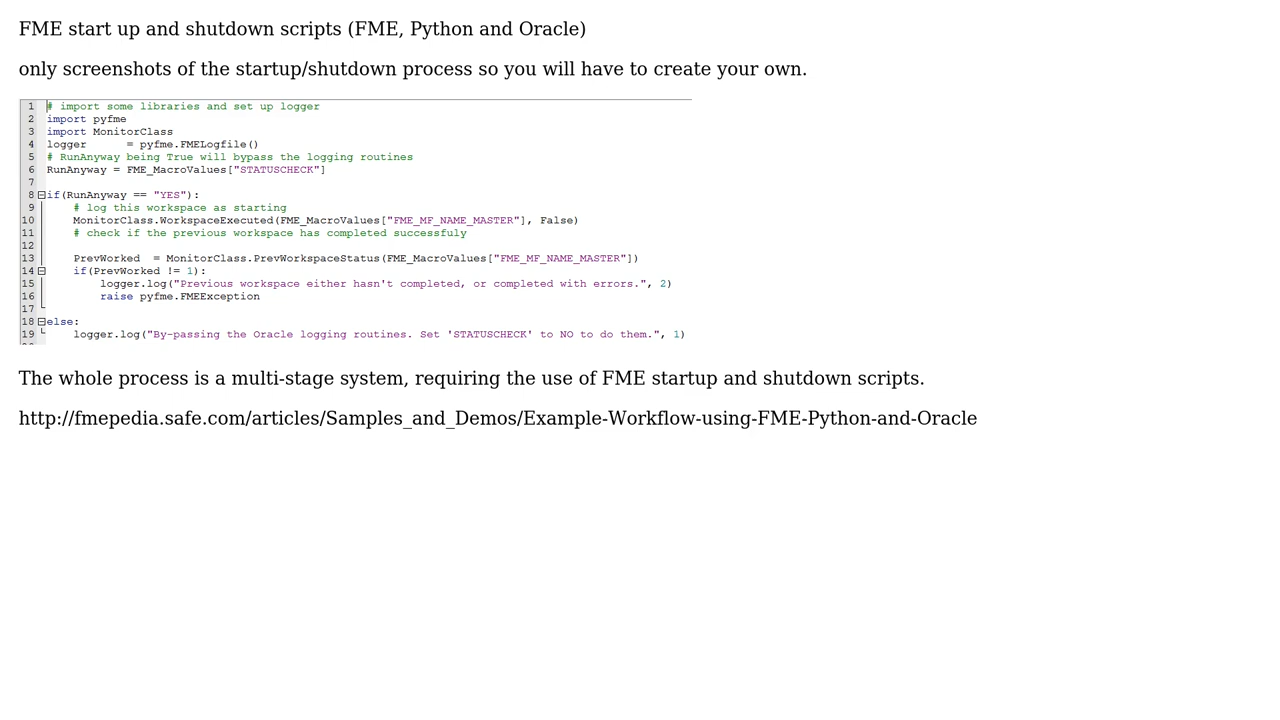 FME start up and shutdown scripts (FME, Python and Oracle)
only screenshots of the startup/shutdown process so you will have to create your own.
1 # import some libraries and set up logger
2 import pyfme
3 import MonitorClass
4 logger      = pyfme.FMELogfile()
5 # RunAnyway being True will bypass the logging routines
6 RunAnyway = FME_MacroValues["STATUSCHECK"]
7
8 if(RunAnyway == "YES"):
9     # log this workspace as starting
10     MonitorClass.WorkspaceExecuted(FME_MacroValues["FME_MF_NAME_MASTER"], False)
11     # check if the previous workspace has completed successfuly
12
13     PrevWorked  = MonitorClass.PrevWorkspaceStatus(FME_MacroValues["FME_MF_NAME_MASTER"])
14     if(PrevWorked != 1):
15         logger.log("Previous workspace either hasn't completed, or completed with errors.", 2)
16         raise pyfme.FMEException
17
18 else:
19     logger.log("By-passing the Oracle logging routines. Set 'STATUSCHECK' to NO to do them.", 1)
The whole process is a multi-stage system, requiring the use of FME startup and shutdown scripts.
http://fmepedia.safe.com/articles/Samples_and_Demos/Example-Workflow-using-FME-Python-and-Oracle